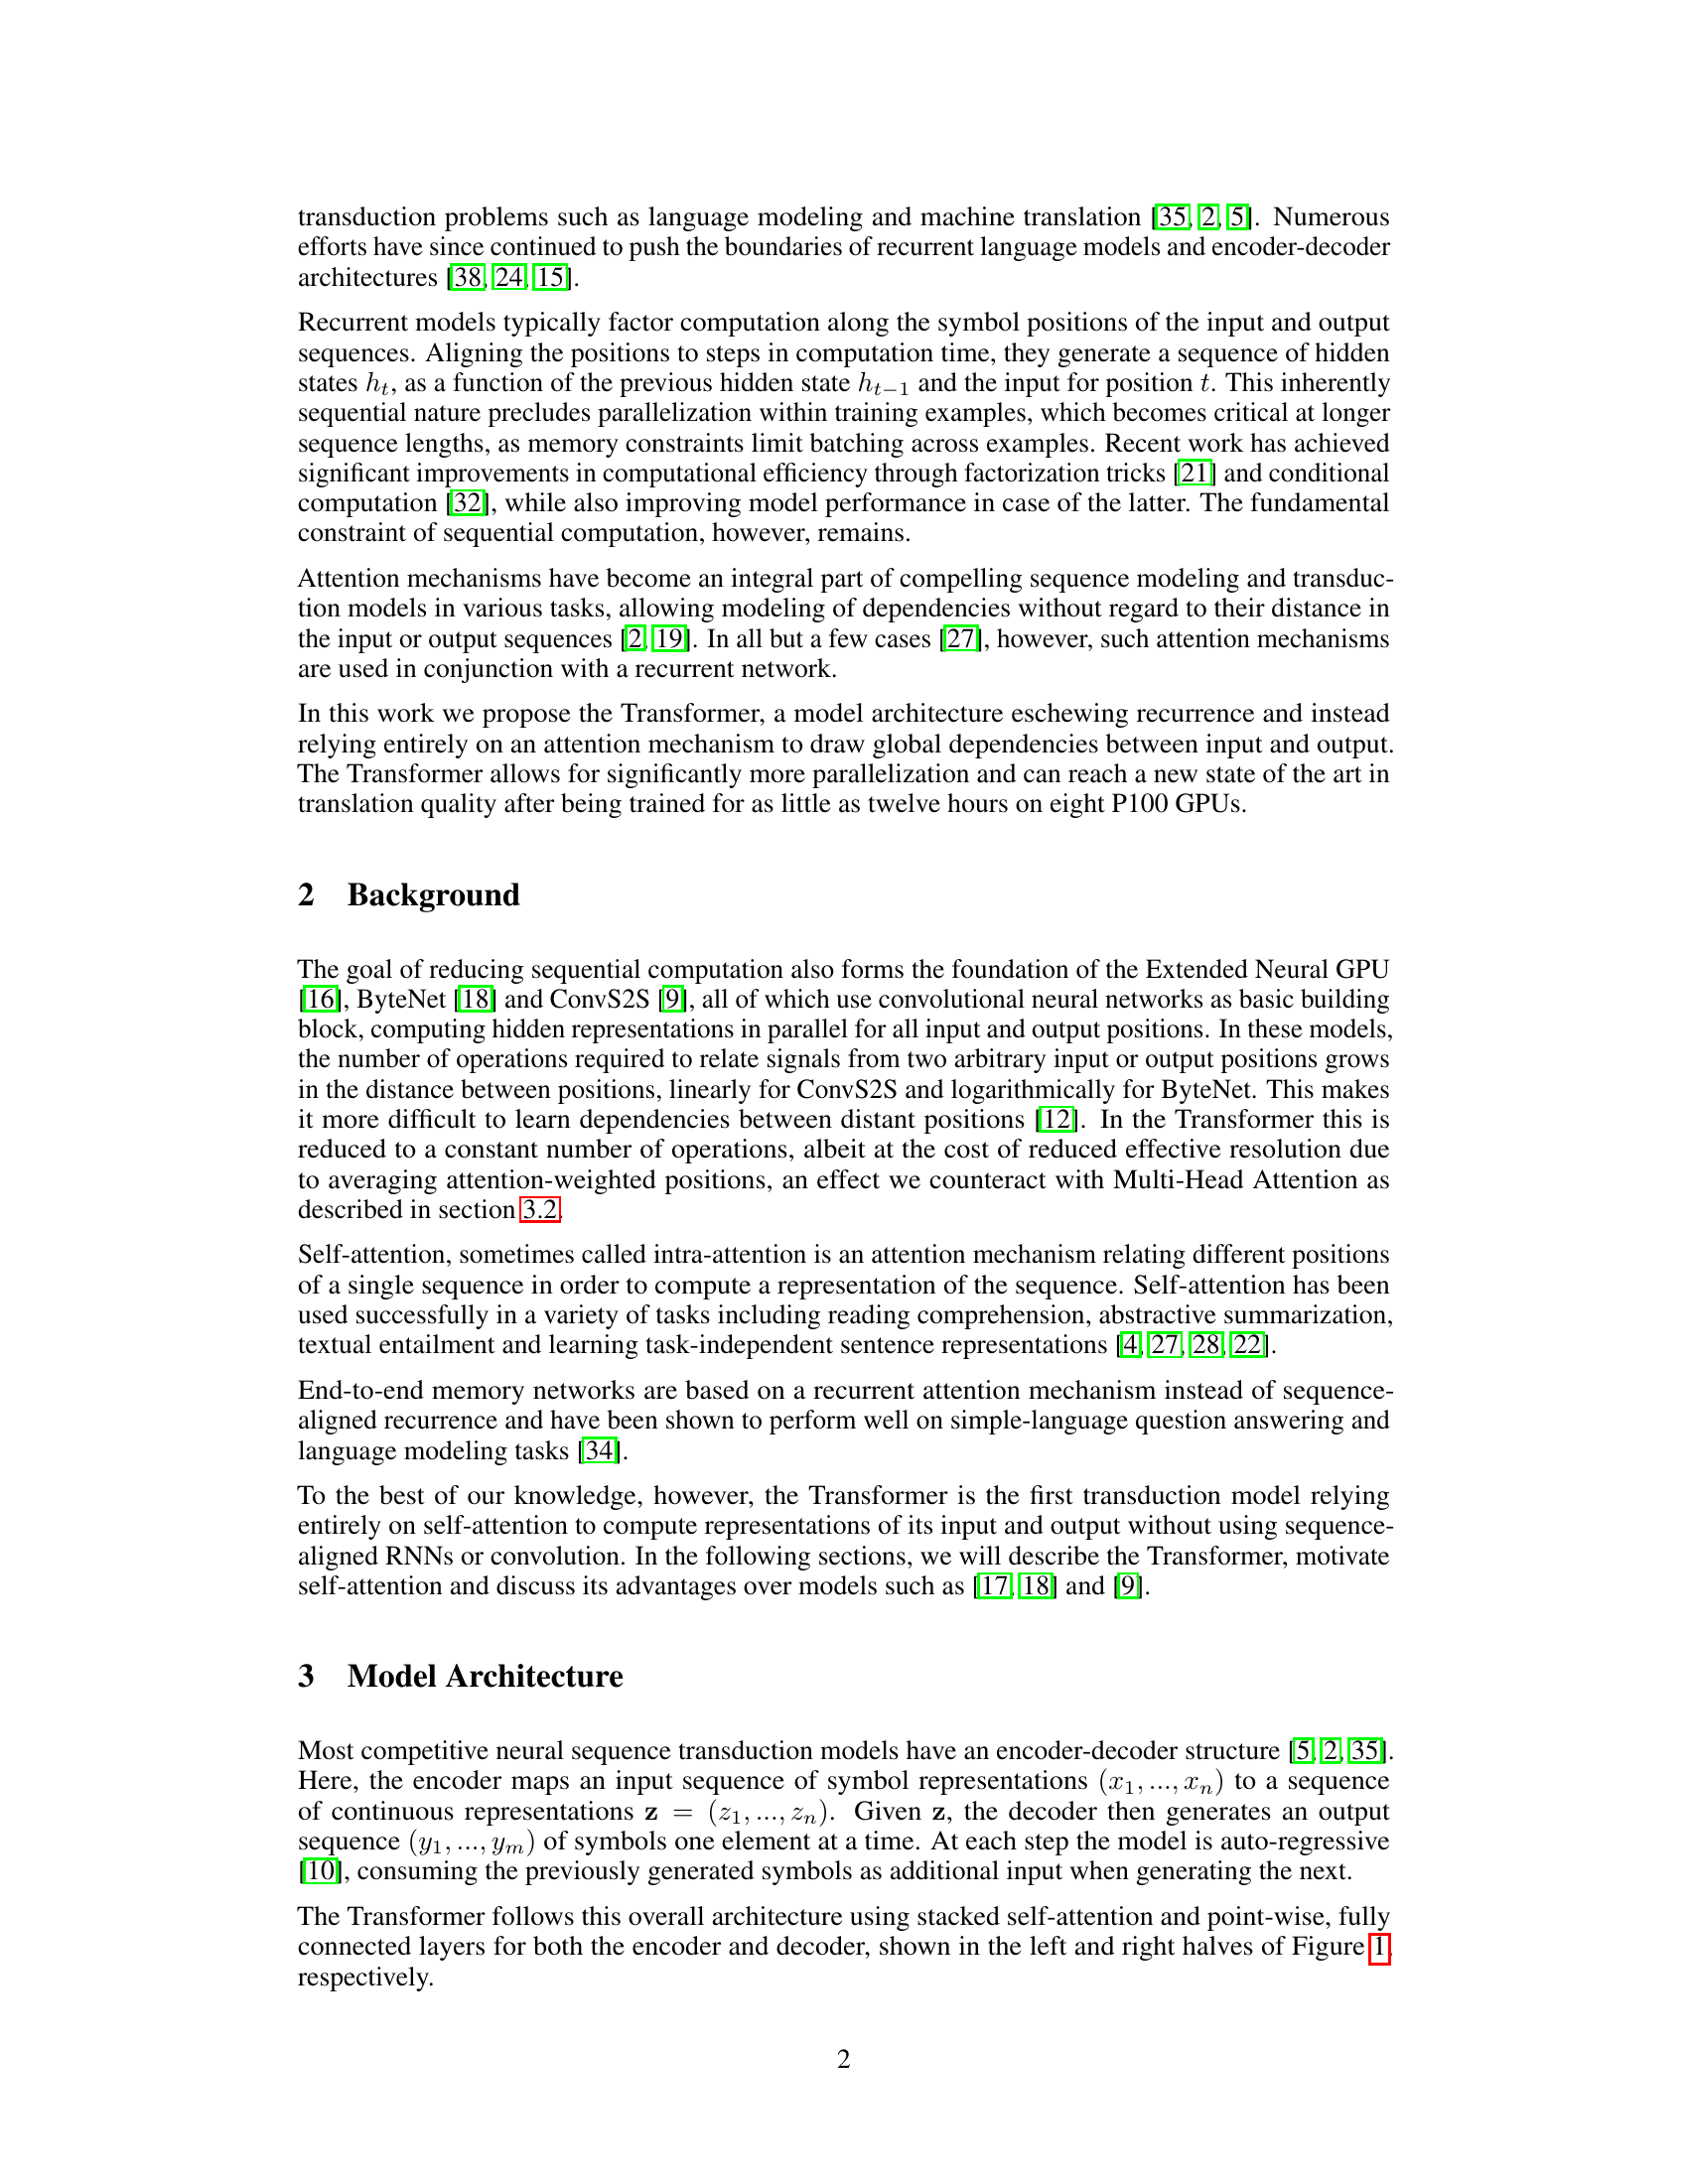 transduction problems such as language modeling and machine translation [35, 2, 5]. Numerous
efforts have since continued to push the boundaries of recurrent language models and encoder-decoder
architectures [38, 24, 15].
Recurrent models typically factor computation along the symbol positions of the input and output
sequences. Aligning the positions to steps in computation time, they generate a sequence of hidden
states hₜ, as a function of the previous hidden state hₜ₋₁ and the input for position t. This inherently
sequential nature precludes parallelization within training examples, which becomes critical at longer
sequence lengths, as memory constraints limit batching across examples. Recent work has achieved
significant improvements in computational efficiency through factorization tricks [21] and conditional
computation [32], while also improving model performance in case of the latter. The fundamental
constraint of sequential computation, however, remains.
Attention mechanisms have become an integral part of compelling sequence modeling and transduc-
tion models in various tasks, allowing modeling of dependencies without regard to their distance in
the input or output sequences [2, 19]. In all but a few cases [27], however, such attention mechanisms
are used in conjunction with a recurrent network.
In this work we propose the Transformer, a model architecture eschewing recurrence and instead
relying entirely on an attention mechanism to draw global dependencies between input and output.
The Transformer allows for significantly more parallelization and can reach a new state of the art in
translation quality after being trained for as little as twelve hours on eight P100 GPUs.
2 Background
The goal of reducing sequential computation also forms the foundation of the Extended Neural GPU
[16], ByteNet [18] and ConvS2S [9], all of which use convolutional neural networks as basic building
block, computing hidden representations in parallel for all input and output positions. In these models,
the number of operations required to relate signals from two arbitrary input or output positions grows
in the distance between positions, linearly for ConvS2S and logarithmically for ByteNet. This makes
it more difficult to learn dependencies between distant positions [12]. In the Transformer this is
reduced to a constant number of operations, albeit at the cost of reduced effective resolution due
to averaging attention-weighted positions, an effect we counteract with Multi-Head Attention as
described in section 3.2.
Self-attention, sometimes called intra-attention is an attention mechanism relating different positions
of a single sequence in order to compute a representation of the sequence. Self-attention has been
used successfully in a variety of tasks including reading comprehension, abstractive summarization,
textual entailment and learning task-independent sentence representations [4, 27, 28, 22].
End-to-end memory networks are based on a recurrent attention mechanism instead of sequence-
aligned recurrence and have been shown to perform well on simple-language question answering and
language modeling tasks [34].
To the best of our knowledge, however, the Transformer is the first transduction model relying
entirely on self-attention to compute representations of its input and output without using sequence-
aligned RNNs or convolution. In the following sections, we will describe the Transformer, motivate
self-attention and discuss its advantages over models such as [17, 18] and [9].
3 Model Architecture
Most competitive neural sequence transduction models have an encoder-decoder structure [5, 2, 35].
Here, the encoder maps an input sequence of symbol representations (x₁, ..., xₙ) to a sequence
of continuous representations z = (z₁, ..., zₙ). Given z, the decoder then generates an output
sequence (y₁, ..., yₘ) of symbols one element at a time. At each step the model is auto-regressive
[10], consuming the previously generated symbols as additional input when generating the next.
The Transformer follows this overall architecture using stacked self-attention and point-wise, fully
connected layers for both the encoder and decoder, shown in the left and right halves of Figure 1,
respectively.
2